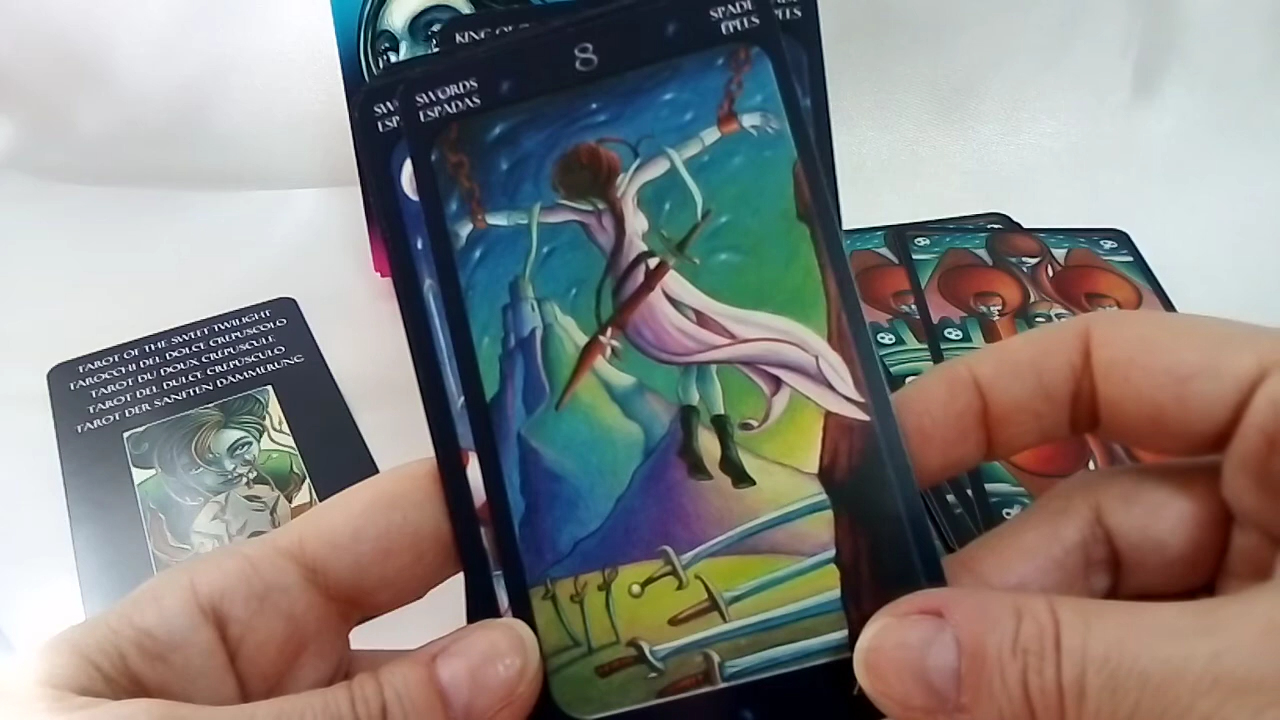 KING OF
SPADE
ÉPÉES
8
SWORDS
ESPADAS
TAROT OF THE SWEET TWILIGHT
TAROCCHI DEL DOLCE CREPUSCOLO
TAROT DU DOUX CRÉPUSCULE
TAROT DEL DULCE CREPÚSCULO
TAROT DER SANFTEN DÄMMERUNG